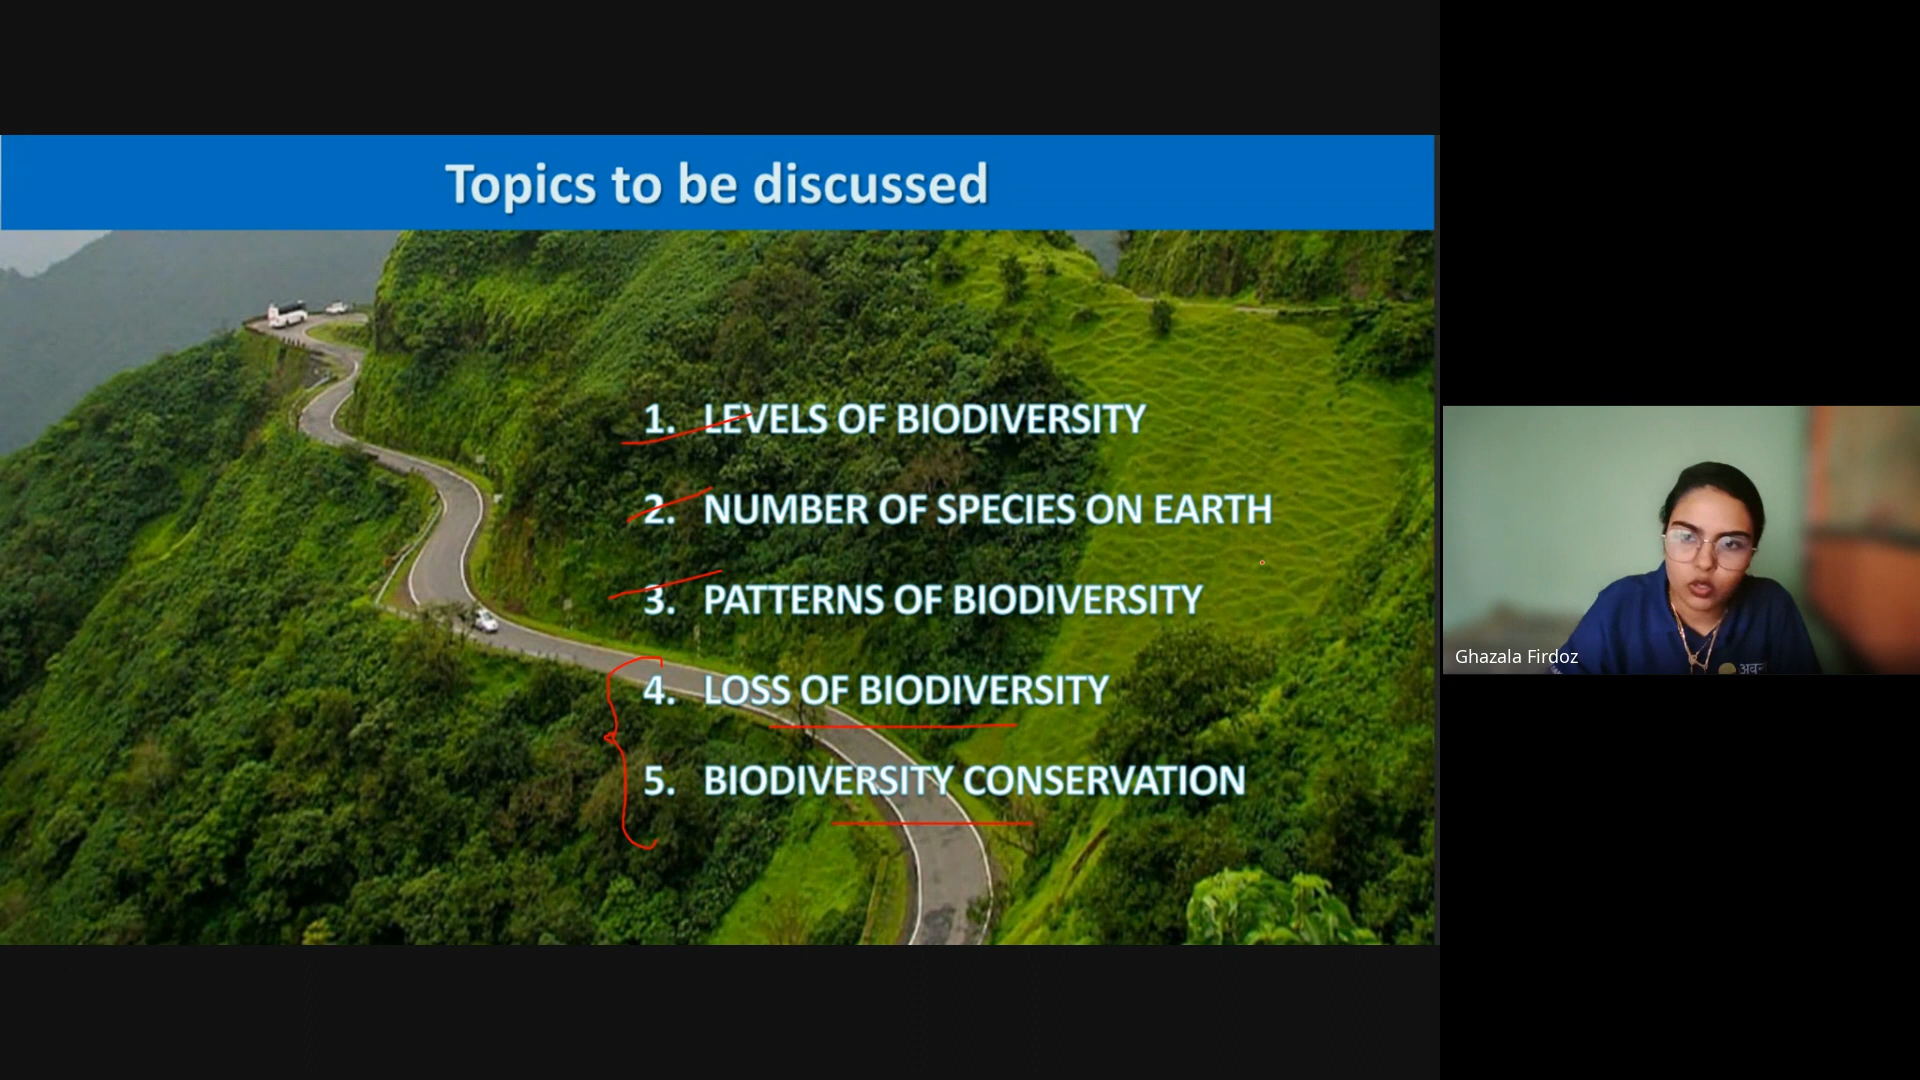 Topics to be discussed
1. LEVELS OF BIODIVERSITY
2. NUMBER OF SPECIES ON EARTH
3. PATTERNS OF BIODIVERSITY
4. LOSS OF BIODIVERSITY
5. BIODIVERSITY CONSERVATION
Ghazala Firdoz